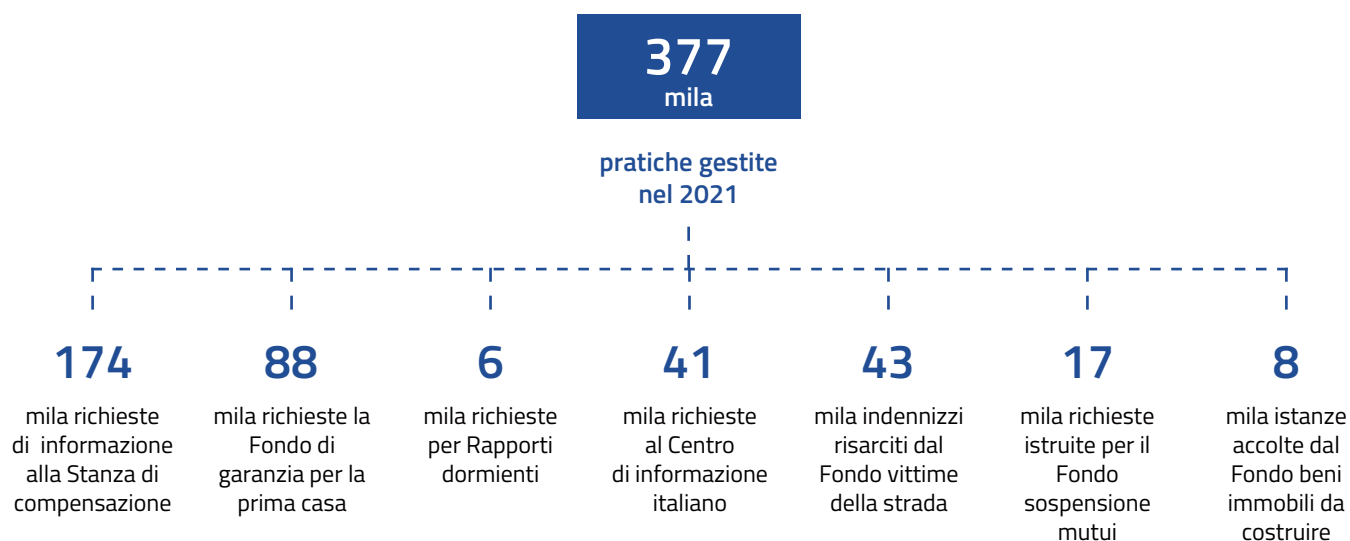 377
mila
pratiche gestite
nel 2021
174
mila richieste
di informazione
alla Stanza di
compensazione
88
mila richieste la
Fondo di
garanzia per la
prima casa
6
mila richieste
per Rapporti
dormienti
41
mila richieste
al Centro
di informazione
italiano
43
mila indennizzi
risarciti dal
Fondo vittime
della strada
17
mila richieste
istruite per il
Fondo
sospensione
mutui
8
mila istanze
accolte dal
Fondo beni
immobili da
costruire